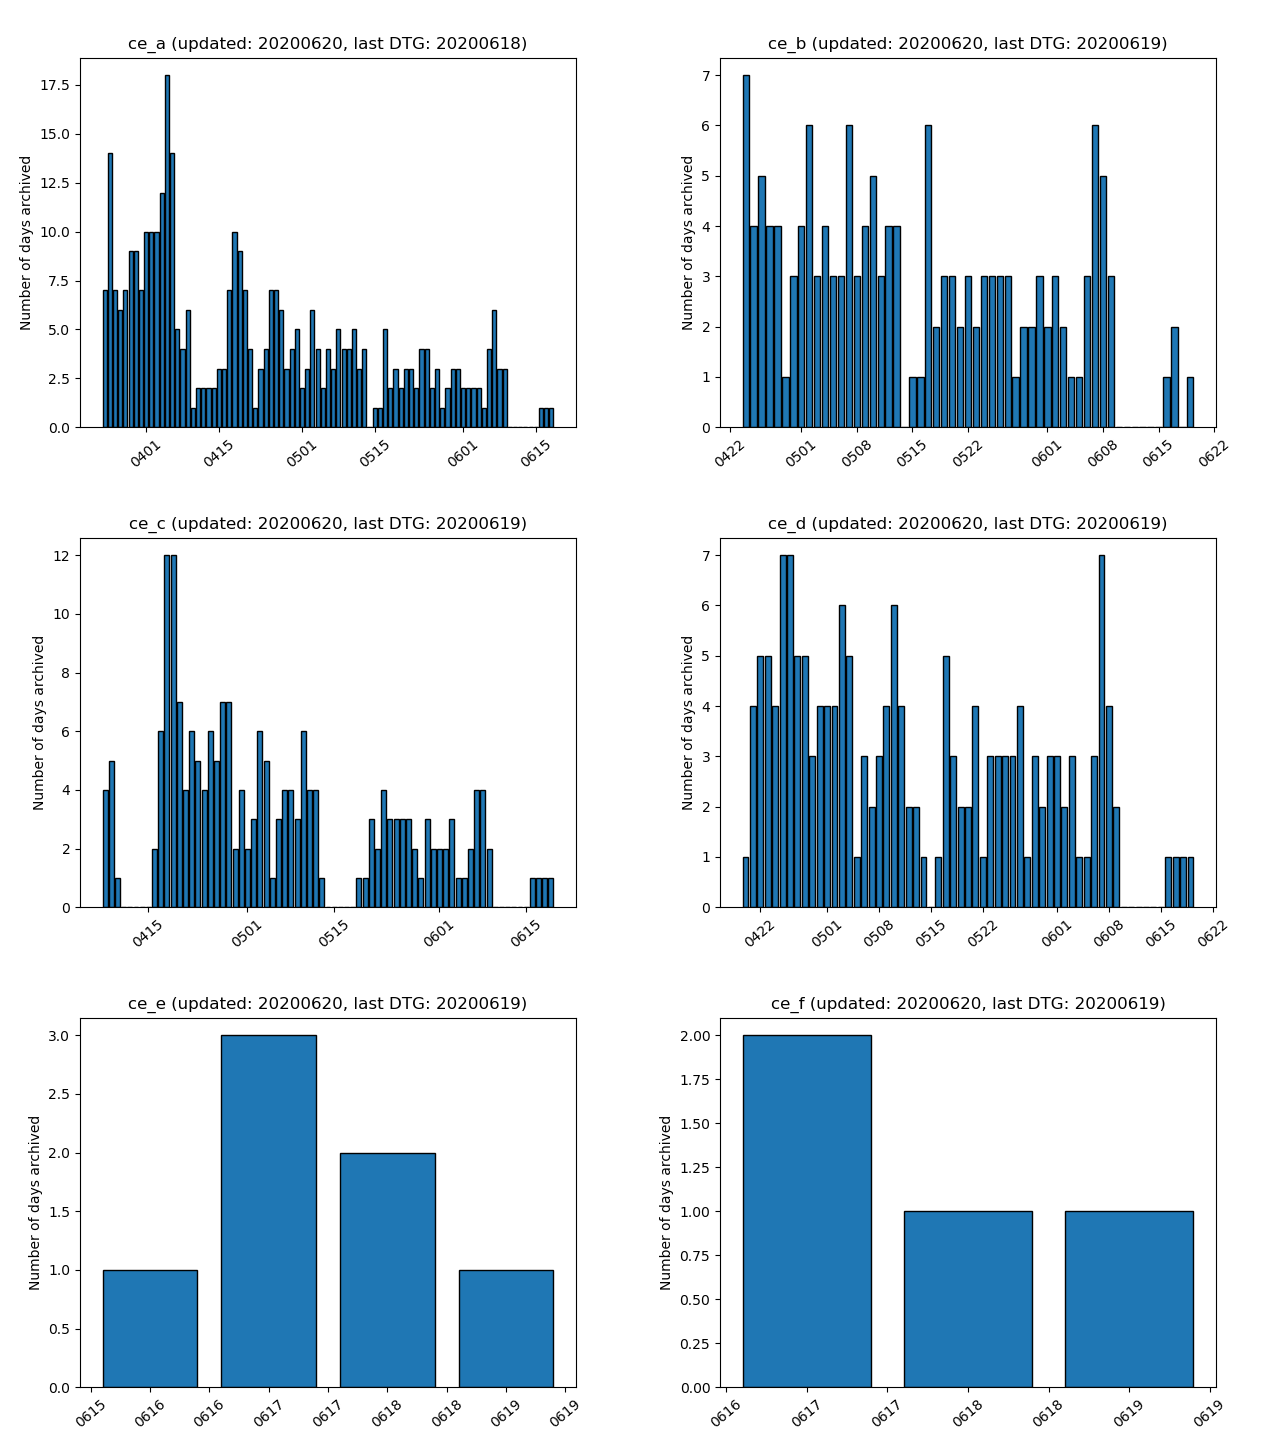 ce_a (updated: 20200620, last DTG: 20200618)
Number of days archived
17.5
15.0
12.5
10.0
7.5
5.0
2.5
0.0
0401 0415 0501 0515 0601 0615
ce_b (updated: 20200620, last DTG: 20200619)
Number of days archived
7
6
5
4
3
2
1
0
0422 0501 0508 0515 0522 0601 0608 0615 0622
ce_c (updated: 20200620, last DTG: 20200619)
Number of days archived
12
10
8
6
4
2
0
0415 0501 0515 0601 0615
ce_d (updated: 20200620, last DTG: 20200619)
Number of days archived
7
6
5
4
3
2
1
0
0422 0501 0508 0515 0522 0601 0608 0615 0622
ce_e (updated: 20200620, last DTG: 20200619)
Number of days archived
3.0
2.5
2.0
1.5
1.0
0.5
0.0
0615 0616 0616 0617 0617 0618 0618 0619 0619
ce_f (updated: 20200620, last DTG: 20200619)
Number of days archived
2.00
1.75
1.50
1.25
1.00
0.75
0.50
0.25
0.00
0616 0617 0617 0618 0618 0619 0619